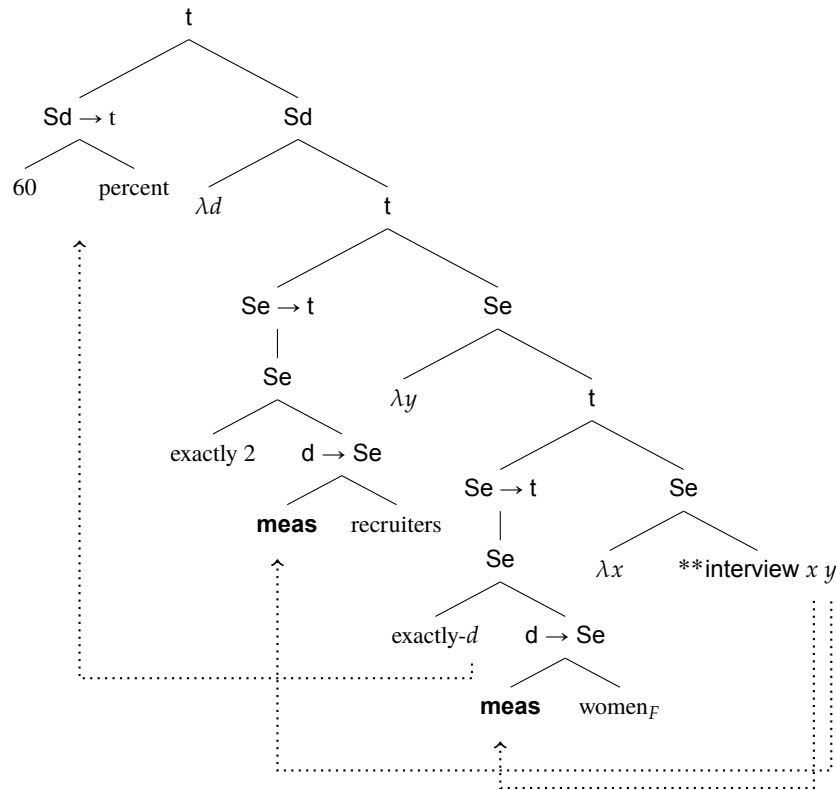 t
Sd → t Sd
60 percent λd t
Se → t Se
Se λy t
exactly 2 d → Se Se → t Se
meas recruiters Se λx **interview x y
exactly-d d → Se
meas women_F